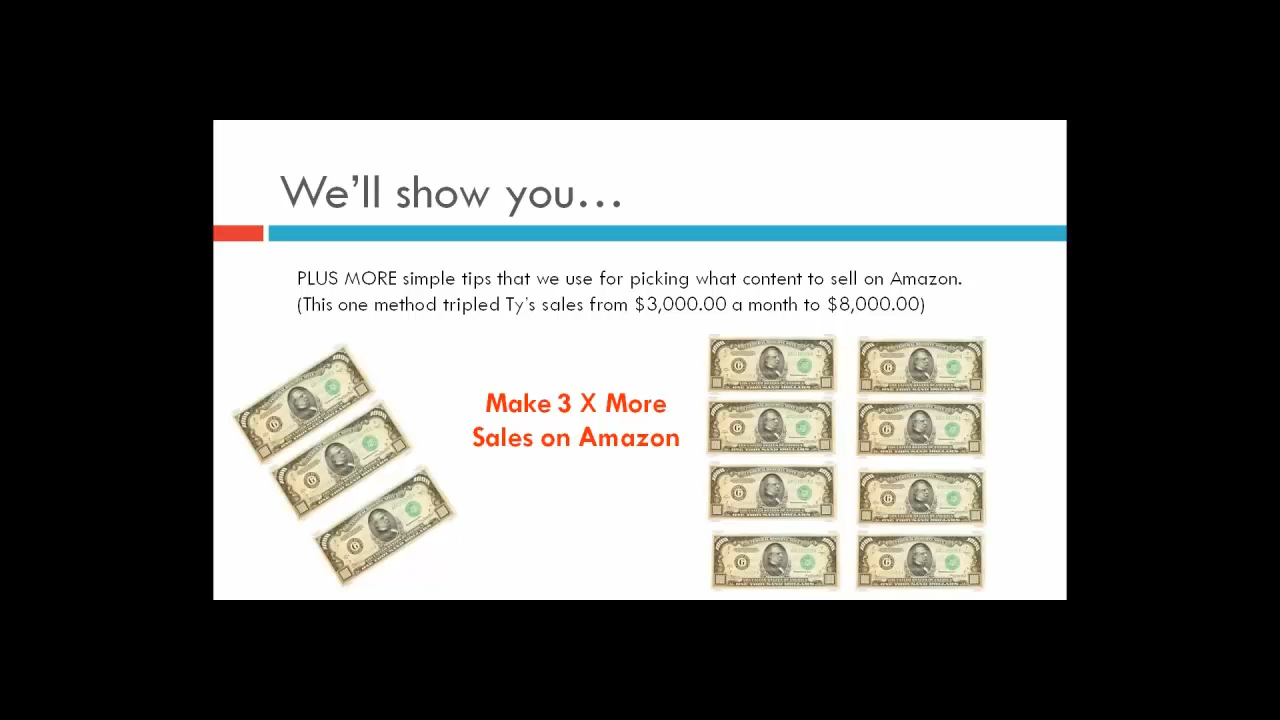 We'll show you...
PLUS MORE simple tips that we use for picking what content to sell on Amazon.
(This one method tripled Ty's sales from $3,000.00 a month to $8,000.00)
Make 3 X More
Sales on Amazon